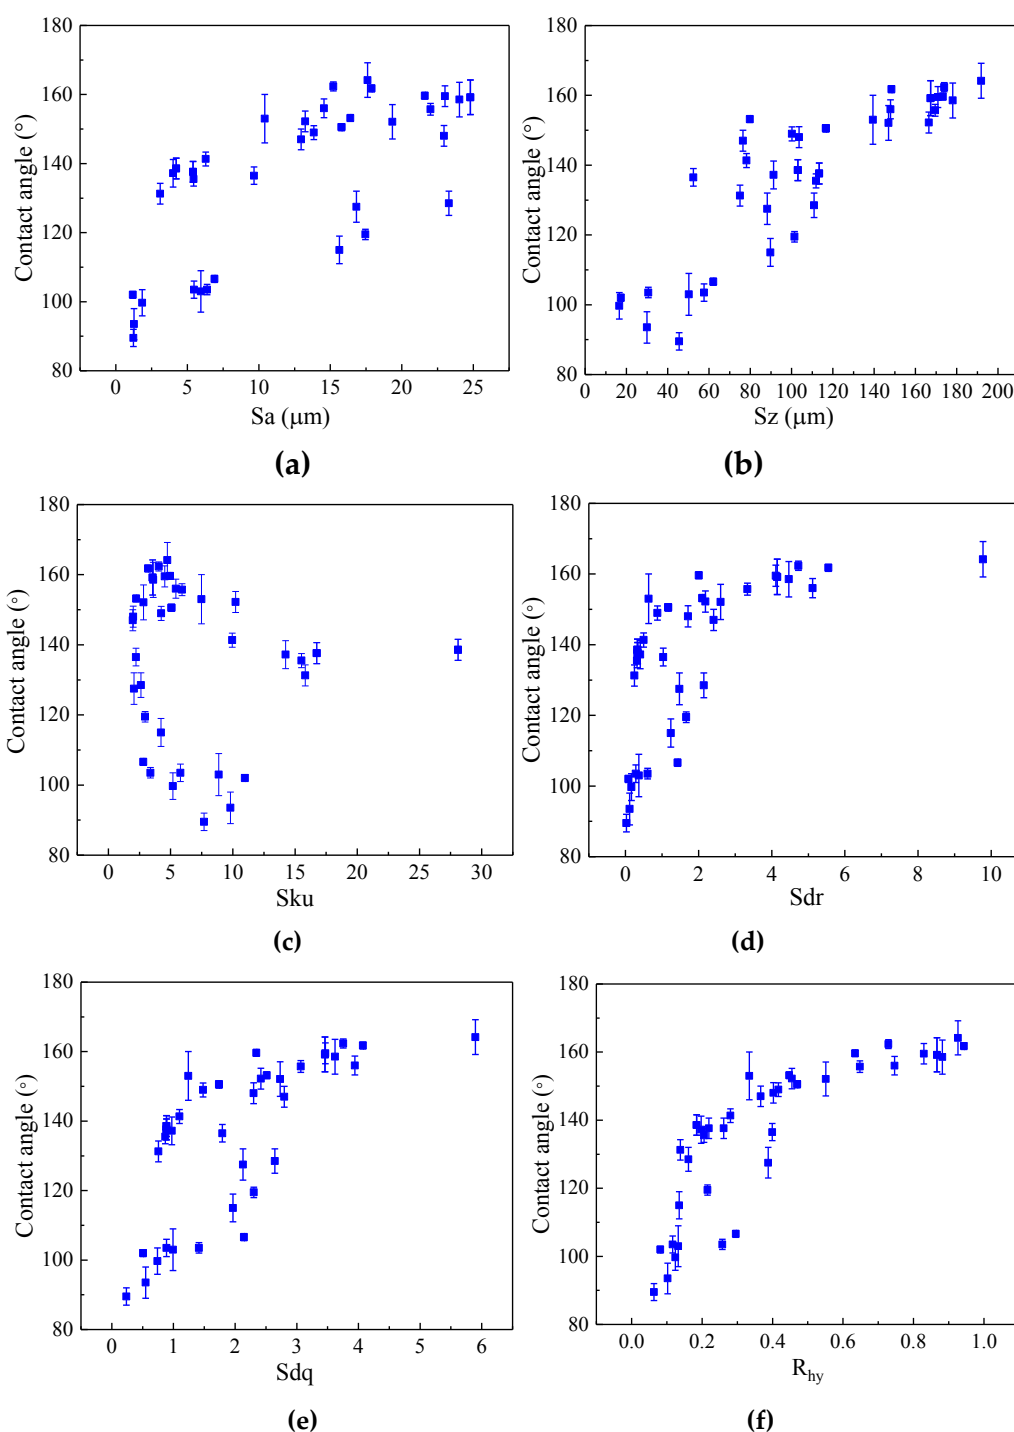 180
160
140
120
100
80
Contact angle (°)
0 5 10 15 20 25
Sa (μm)
(a)
180
160
140
120
100
80
Contact angle (°)
0 20 40 60 80 100 120 140 160 180 200
Sz (μm)
(b)
180
160
140
120
100
80
Contact angle (°)
0 5 10 15 20 25 30
Sku
(c)
180
160
140
120
100
80
Contact angle (°)
0 2 4 6 8 10
Sdr
(d)
180
160
140
120
100
80
Contact angle (°)
0 1 2 3 4 5 6
Sdq
(e)
180
160
140
120
100
80
Contact angle (°)
0.0 0.2 0.4 0.6 0.8 1.0
Rhy
(f)